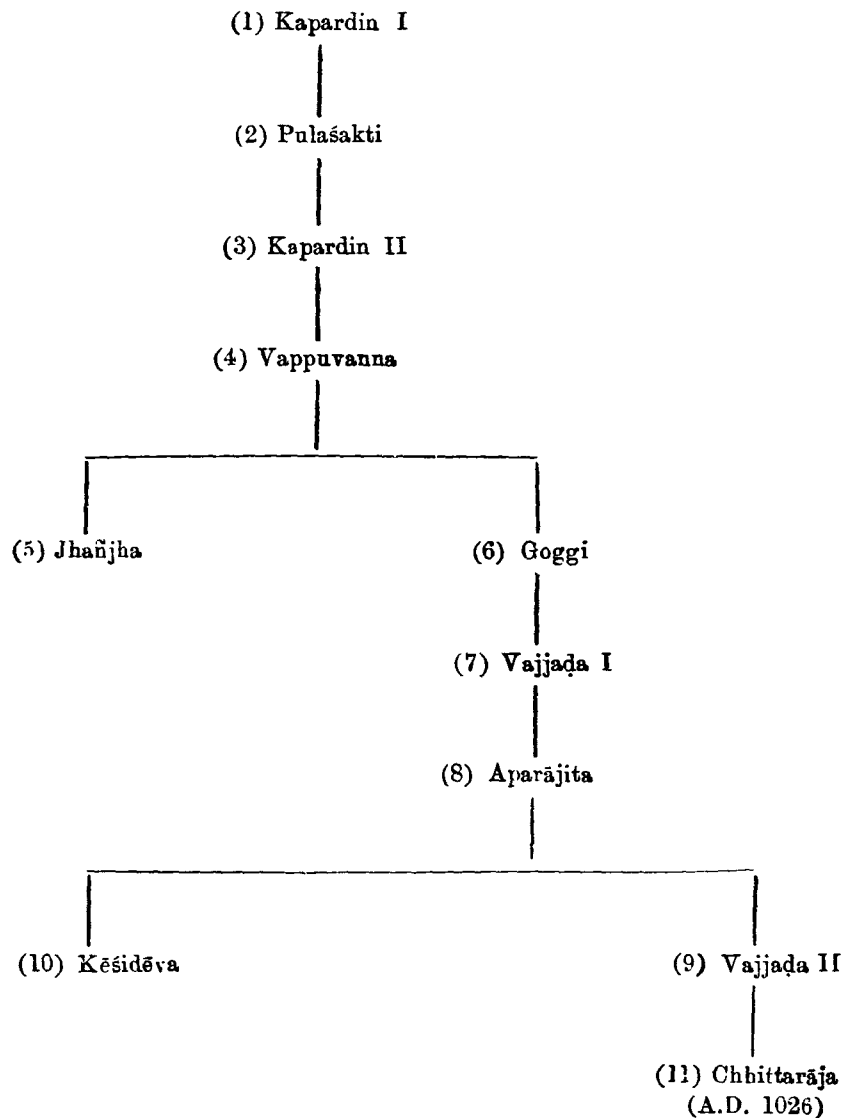 (1) Kapardin I
(2) Pulaśakti
(3) Kapardin II
(4) Vappuvanna
(5) Jhañjha
(6) Goggi
(7) Vajjaḍa I
(8) Aparājita
(10) Kēśidēva
(9) Vajjaḍa II
(11) Chhittarāja
(A.D. 1026)